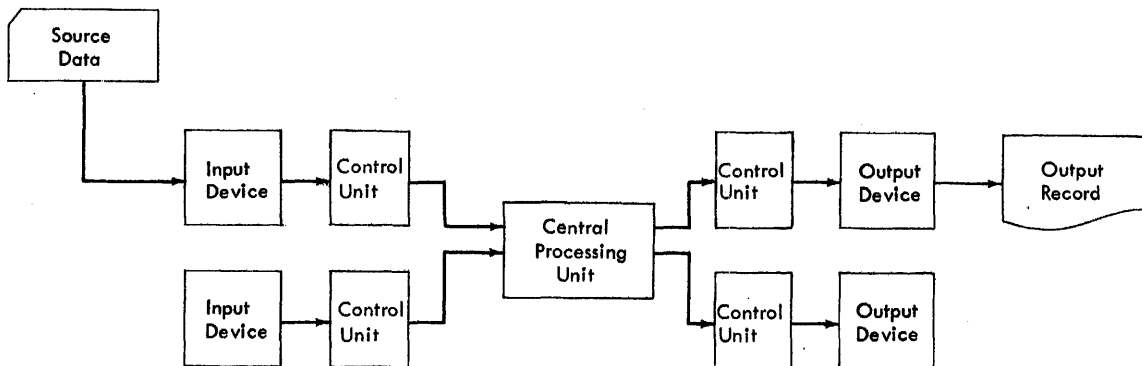 Source
Data
Input
Device
Control
Unit
Central
Processing
Unit
Control
Unit
Output
Device
Output
Record
Input
Device
Control
Unit
Control
Unit
Output
Device